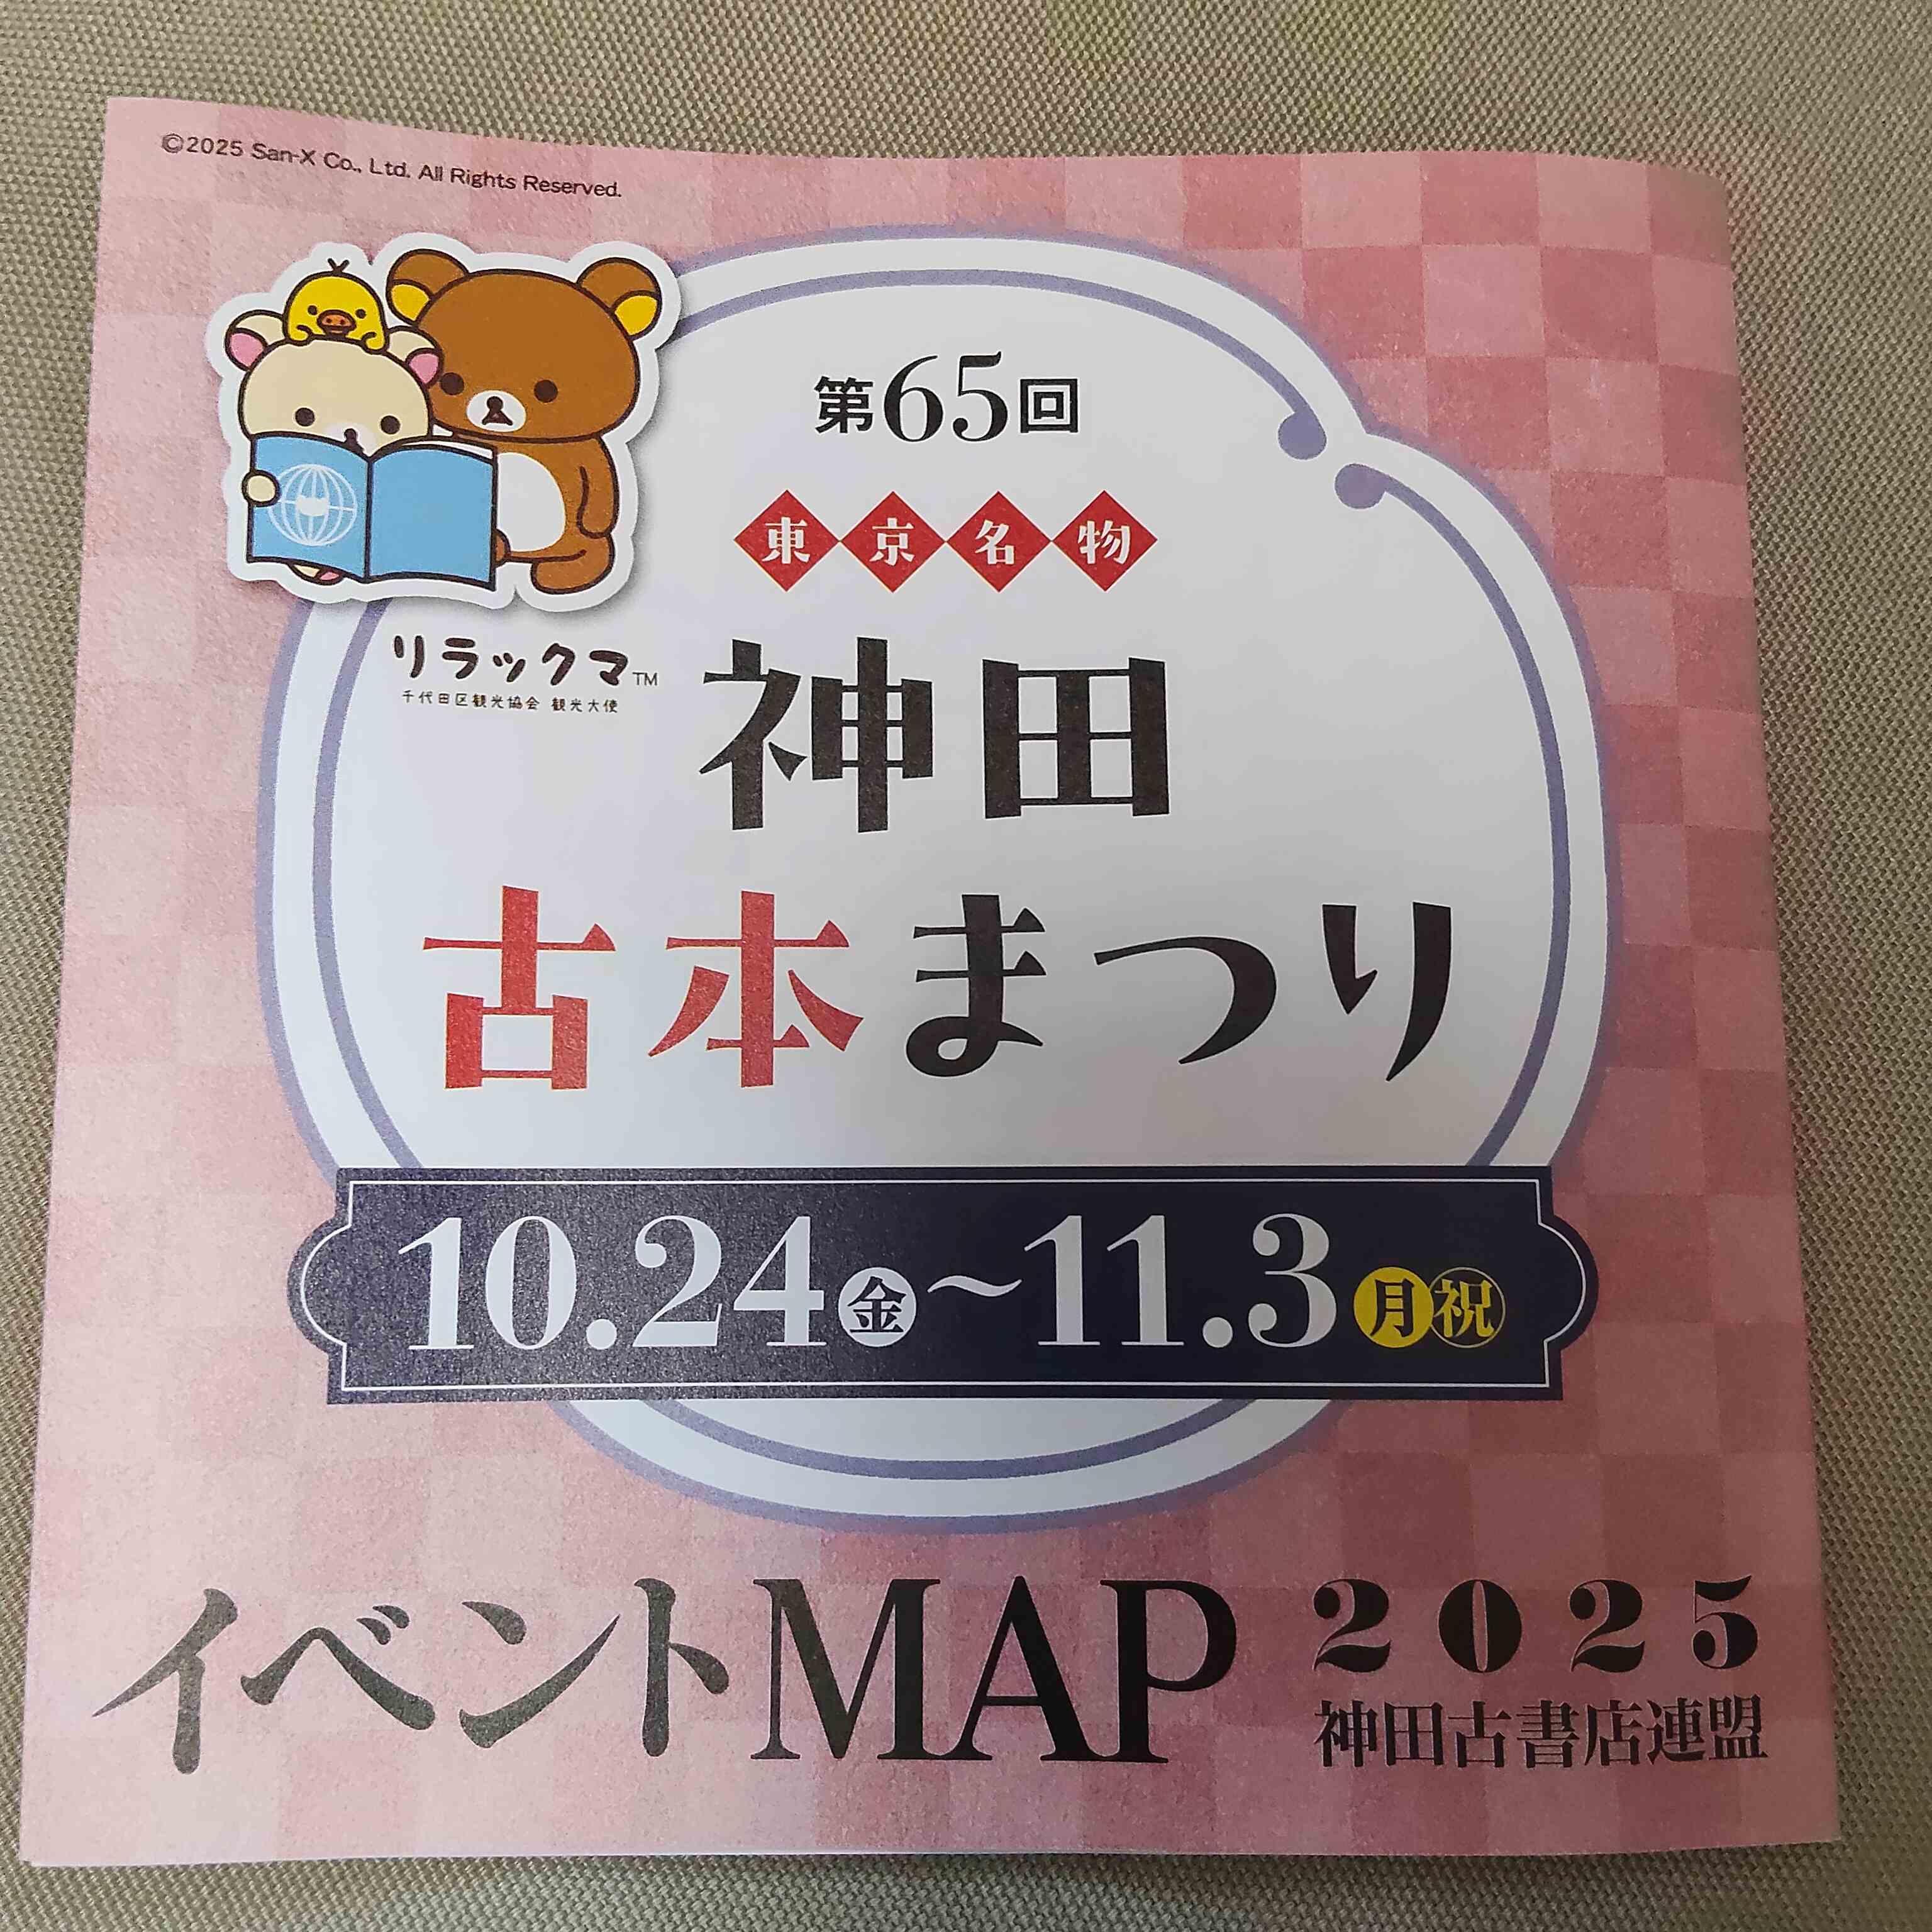 ©2025 San-X Co., Ltd. All Rights Reserved.
第65回
東京名物
リラックマTM
千代田区観光協会 観光大使
神田
古本まつり
10.24金～11.3月祝
イベントMAP
2025
神田古書店連盟